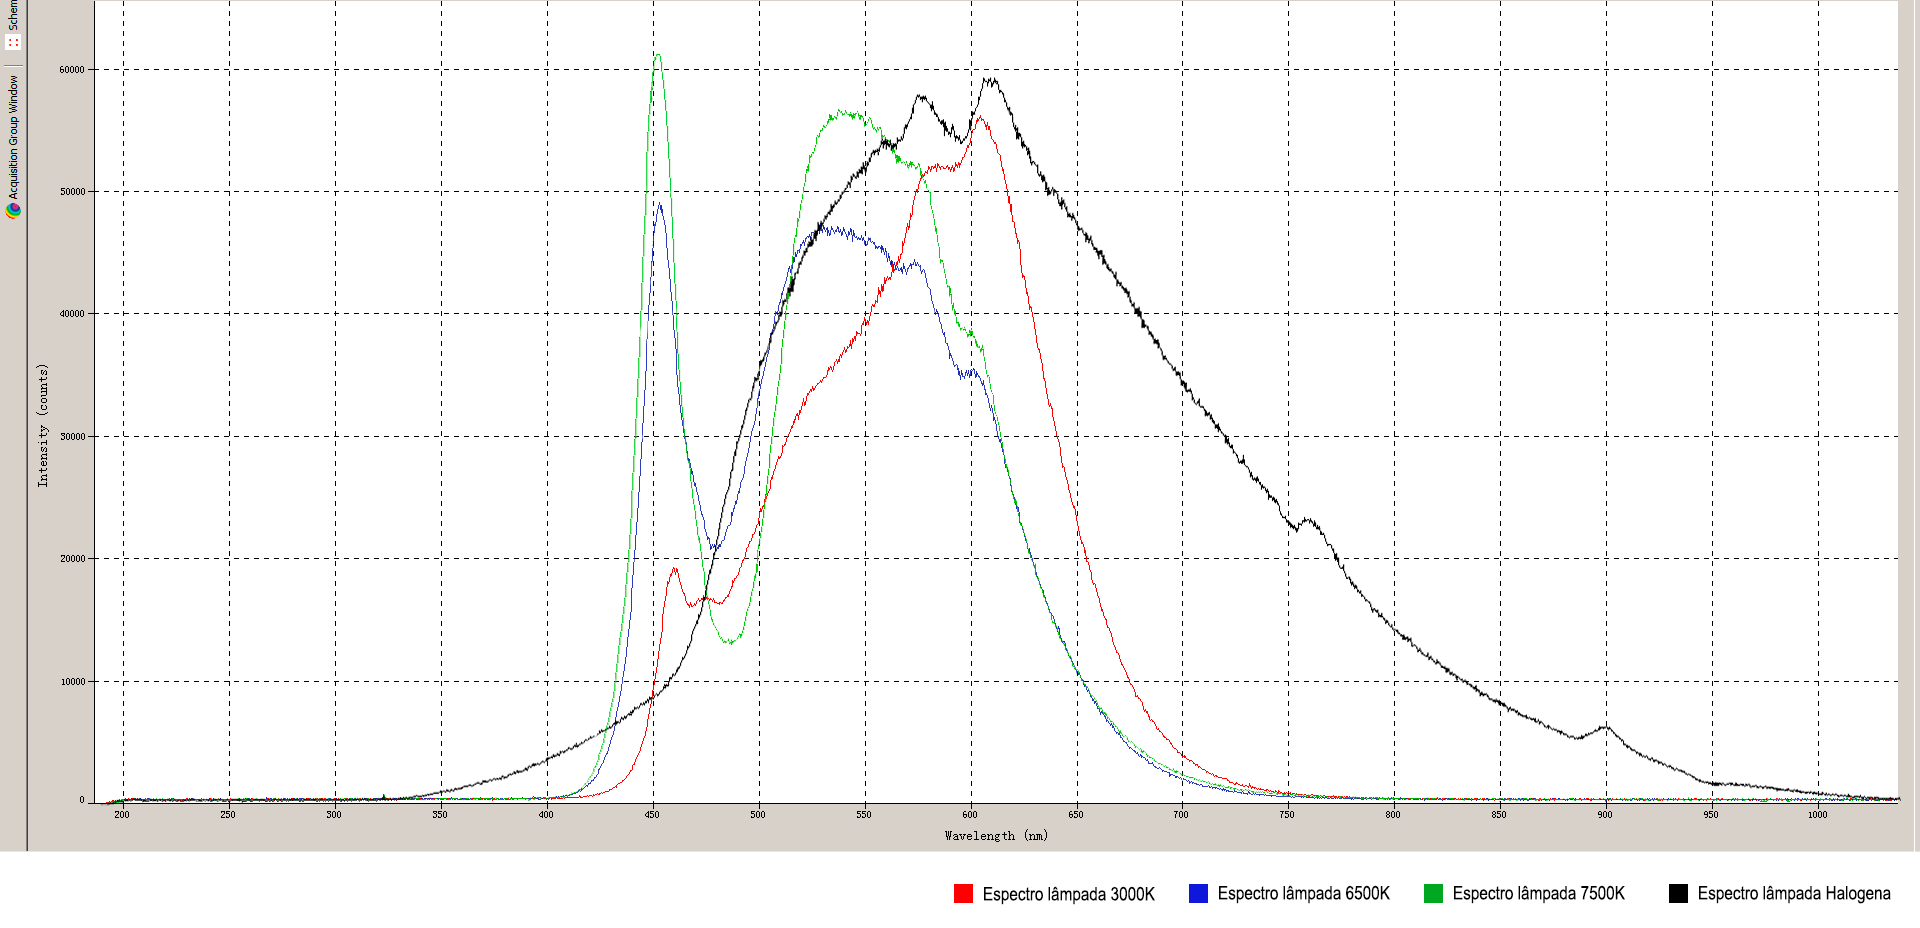 Schem
Acquisition Group Window
60000
50000
40000
30000
20000
10000
0
Intensity (counts)
200 250 300 350 400 450 500 550 600 650 700 750 800 850 900 950 1000
Wavelength (nm)
Espectro lâmpada 3000K Espectro lâmpada 6500K Espectro lâmpada 7500K Espectro lâmpada Halogena